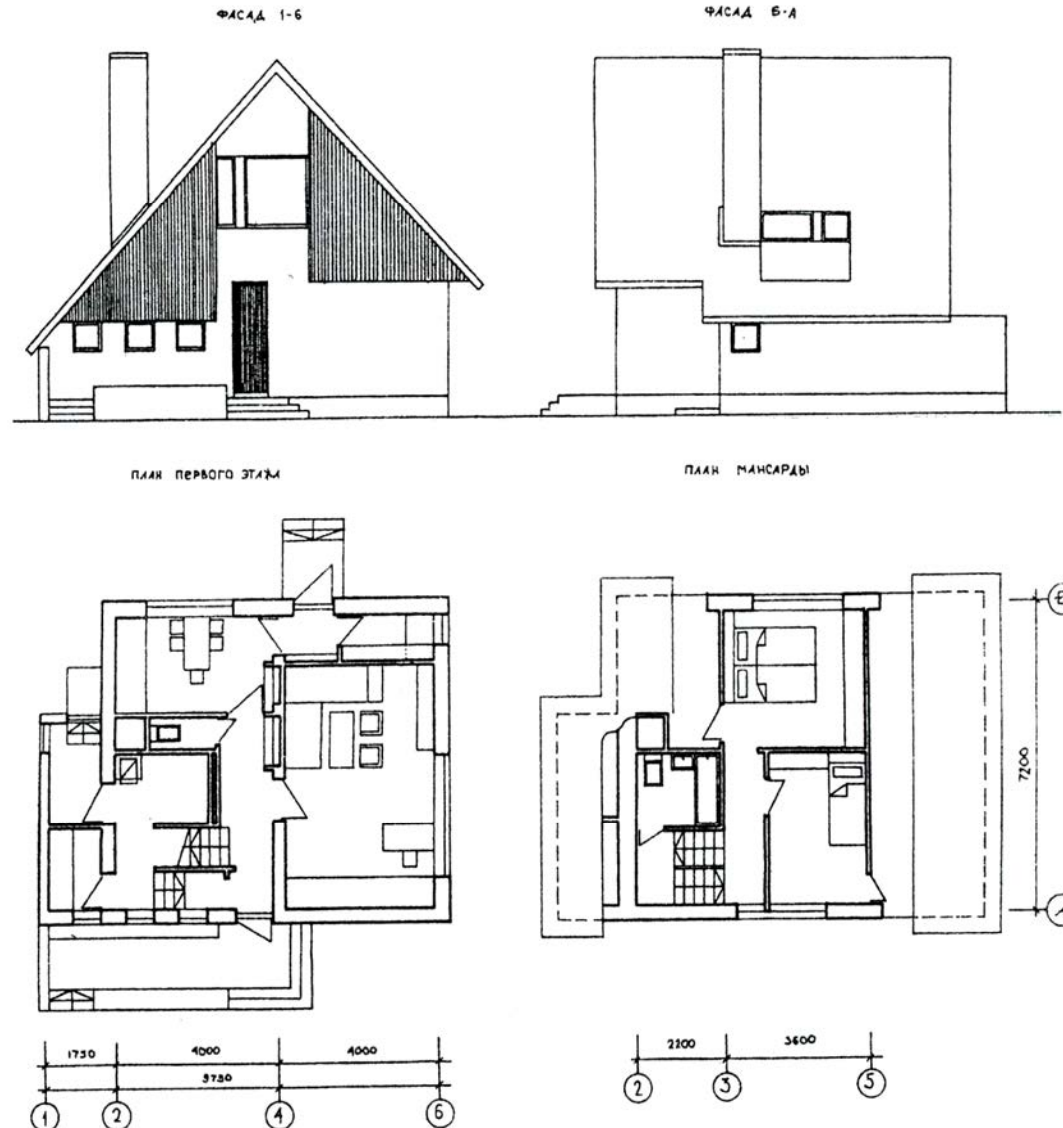 ФАСАД 1-6
ФАСАД Б-А
ПЛАН ПЕРВОГО ЭТАЖА
ПЛАН МАНСАРДЫ
Б
7200
А
1750 4000 4000
9750
1 2 4 6
2200 3600
2 3 5